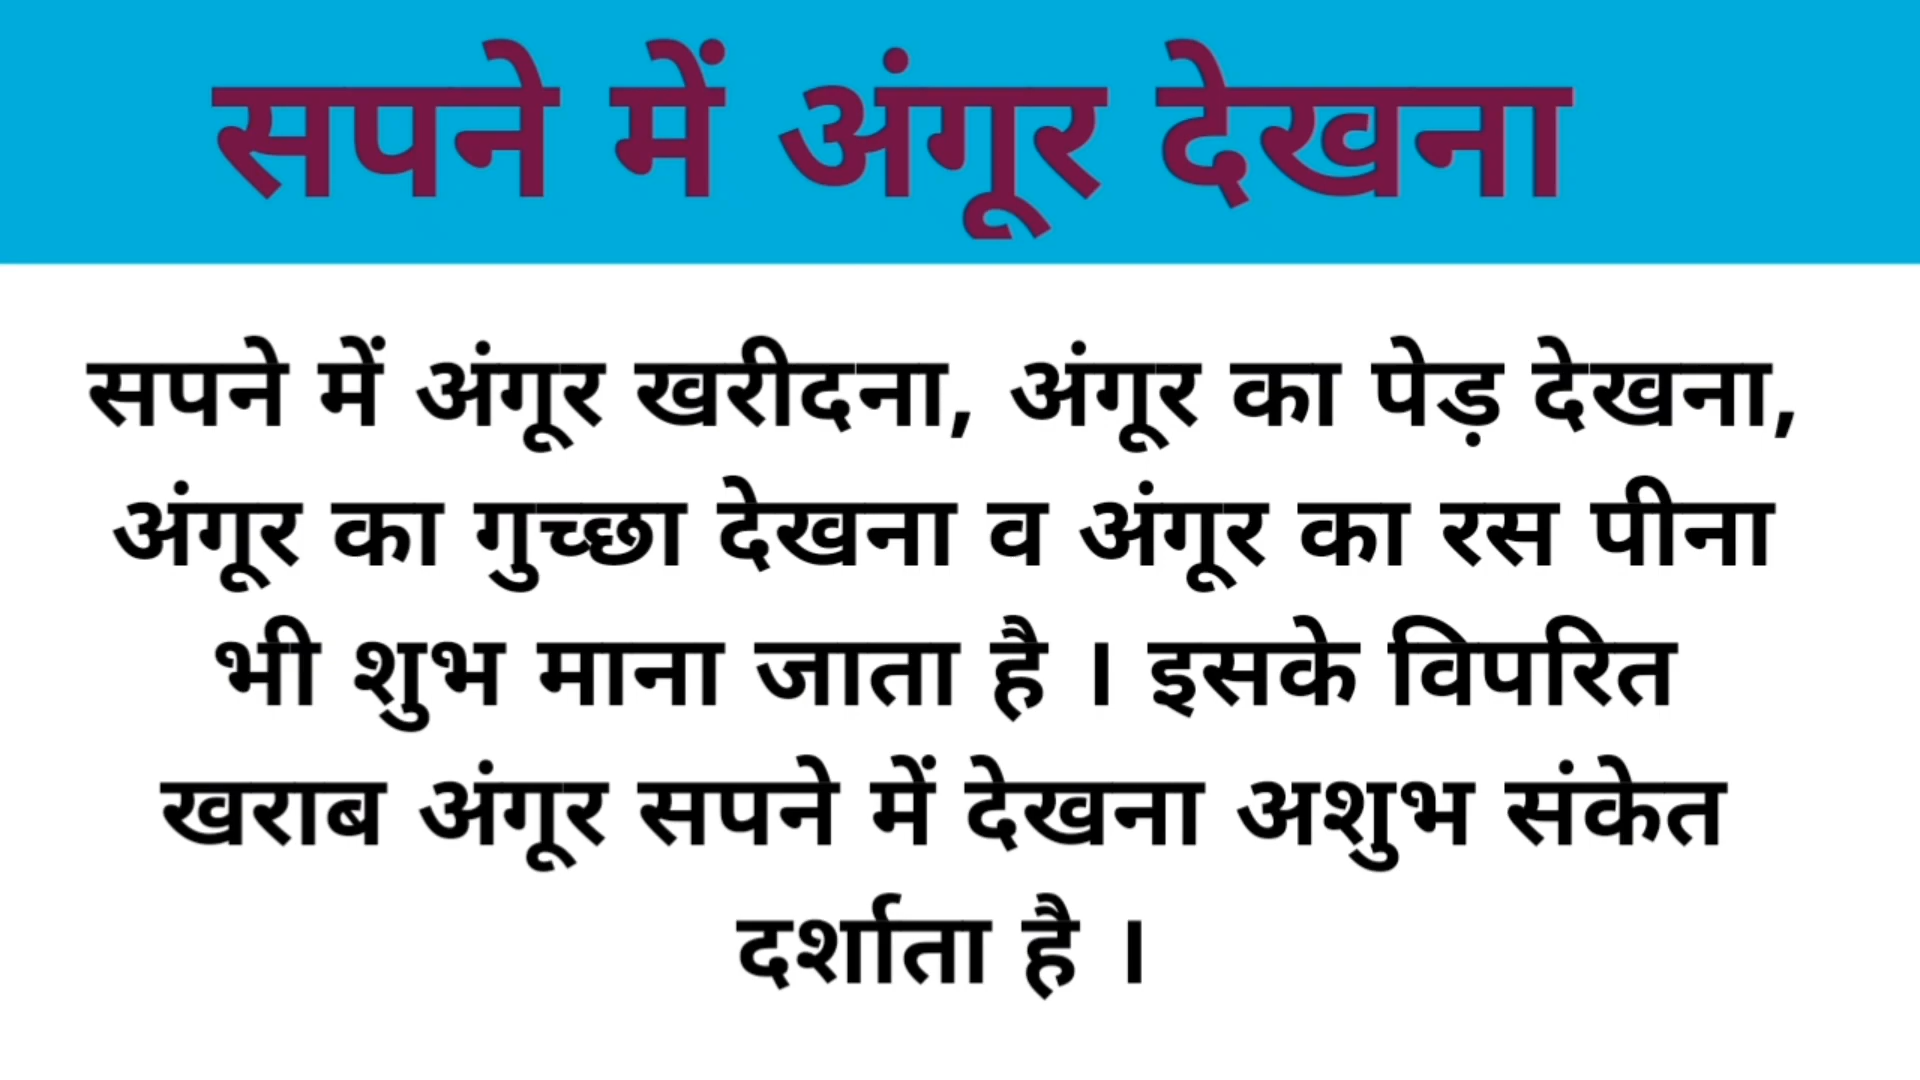 सपने में अंगूर देखना
सपने में अंगूर खरीदना, अंगूर का पेड़ देखना,
अंगूर का गुच्छा देखना व अंगूर का रस पीना
भी शुभ माना जाता है । इसके विपरित
खराब अंगूर सपने में देखना अशुभ संकेत
दर्शाता है ।